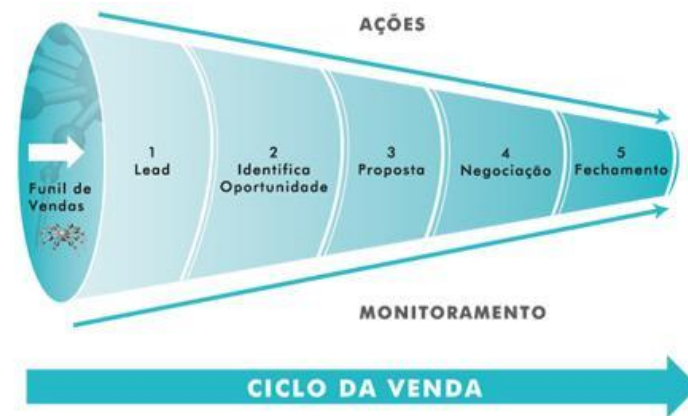 AÇÕES
Funil de
Vendas
1
Lead
2
Identifica
Oportunidade
3
Proposta
4
Negociação
5
Fechamento
MONITORAMENTO
CICLO DA VENDA